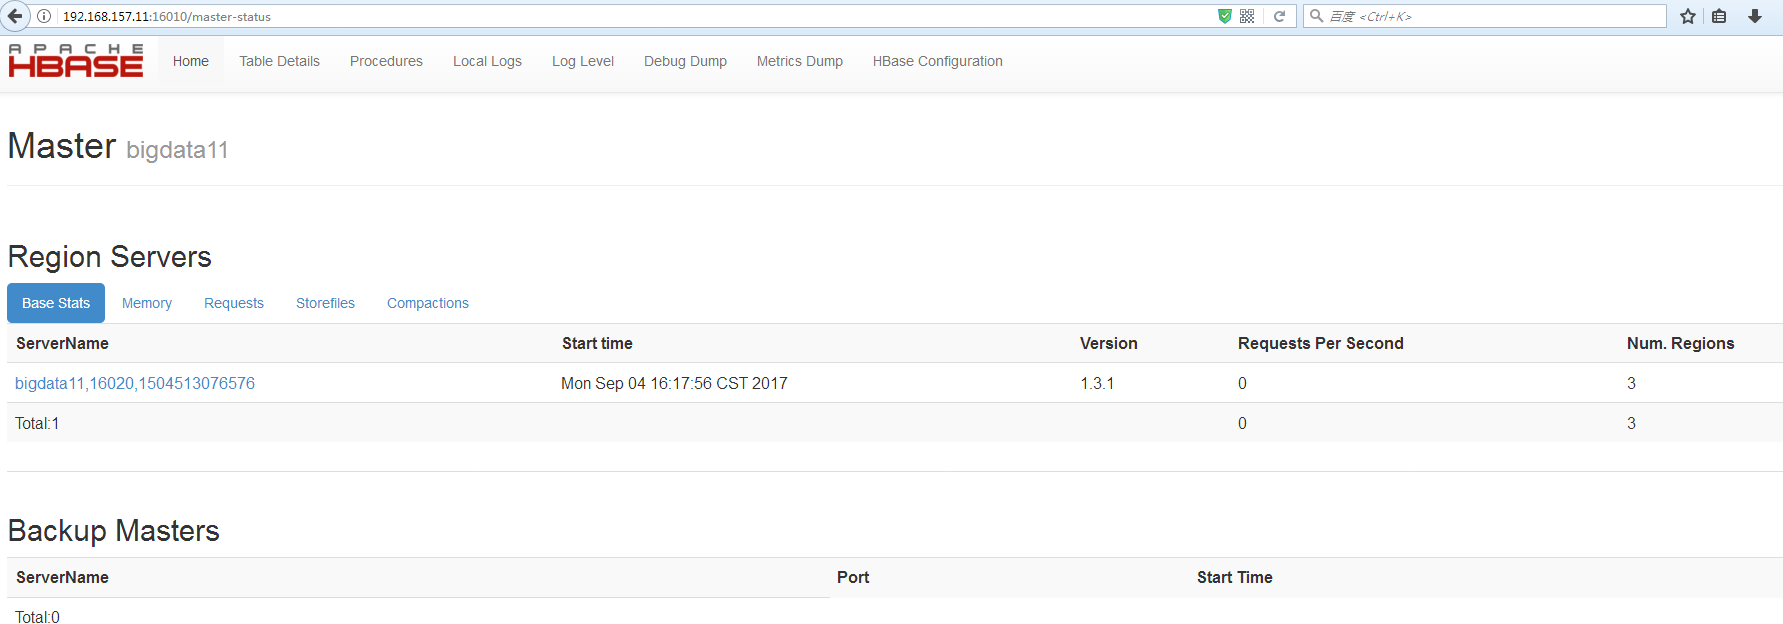 192.168.157.11:16010/master-status
百度 <Ctrl+K>
APACHE
HBASE
Home Table Details Procedures Local Logs Log Level Debug Dump Metrics Dump HBase Configuration
Master bigdata11
Region Servers
Base Stats Memory Requests Storefiles Compactions
ServerName Start time Version Requests Per Second Num. Regions
bigdata11,16020,1504513076576 Mon Sep 04 16:17:56 CST 2017 1.3.1 0 3
Total:1 0 3
Backup Masters
ServerName Port Start Time
Total:0